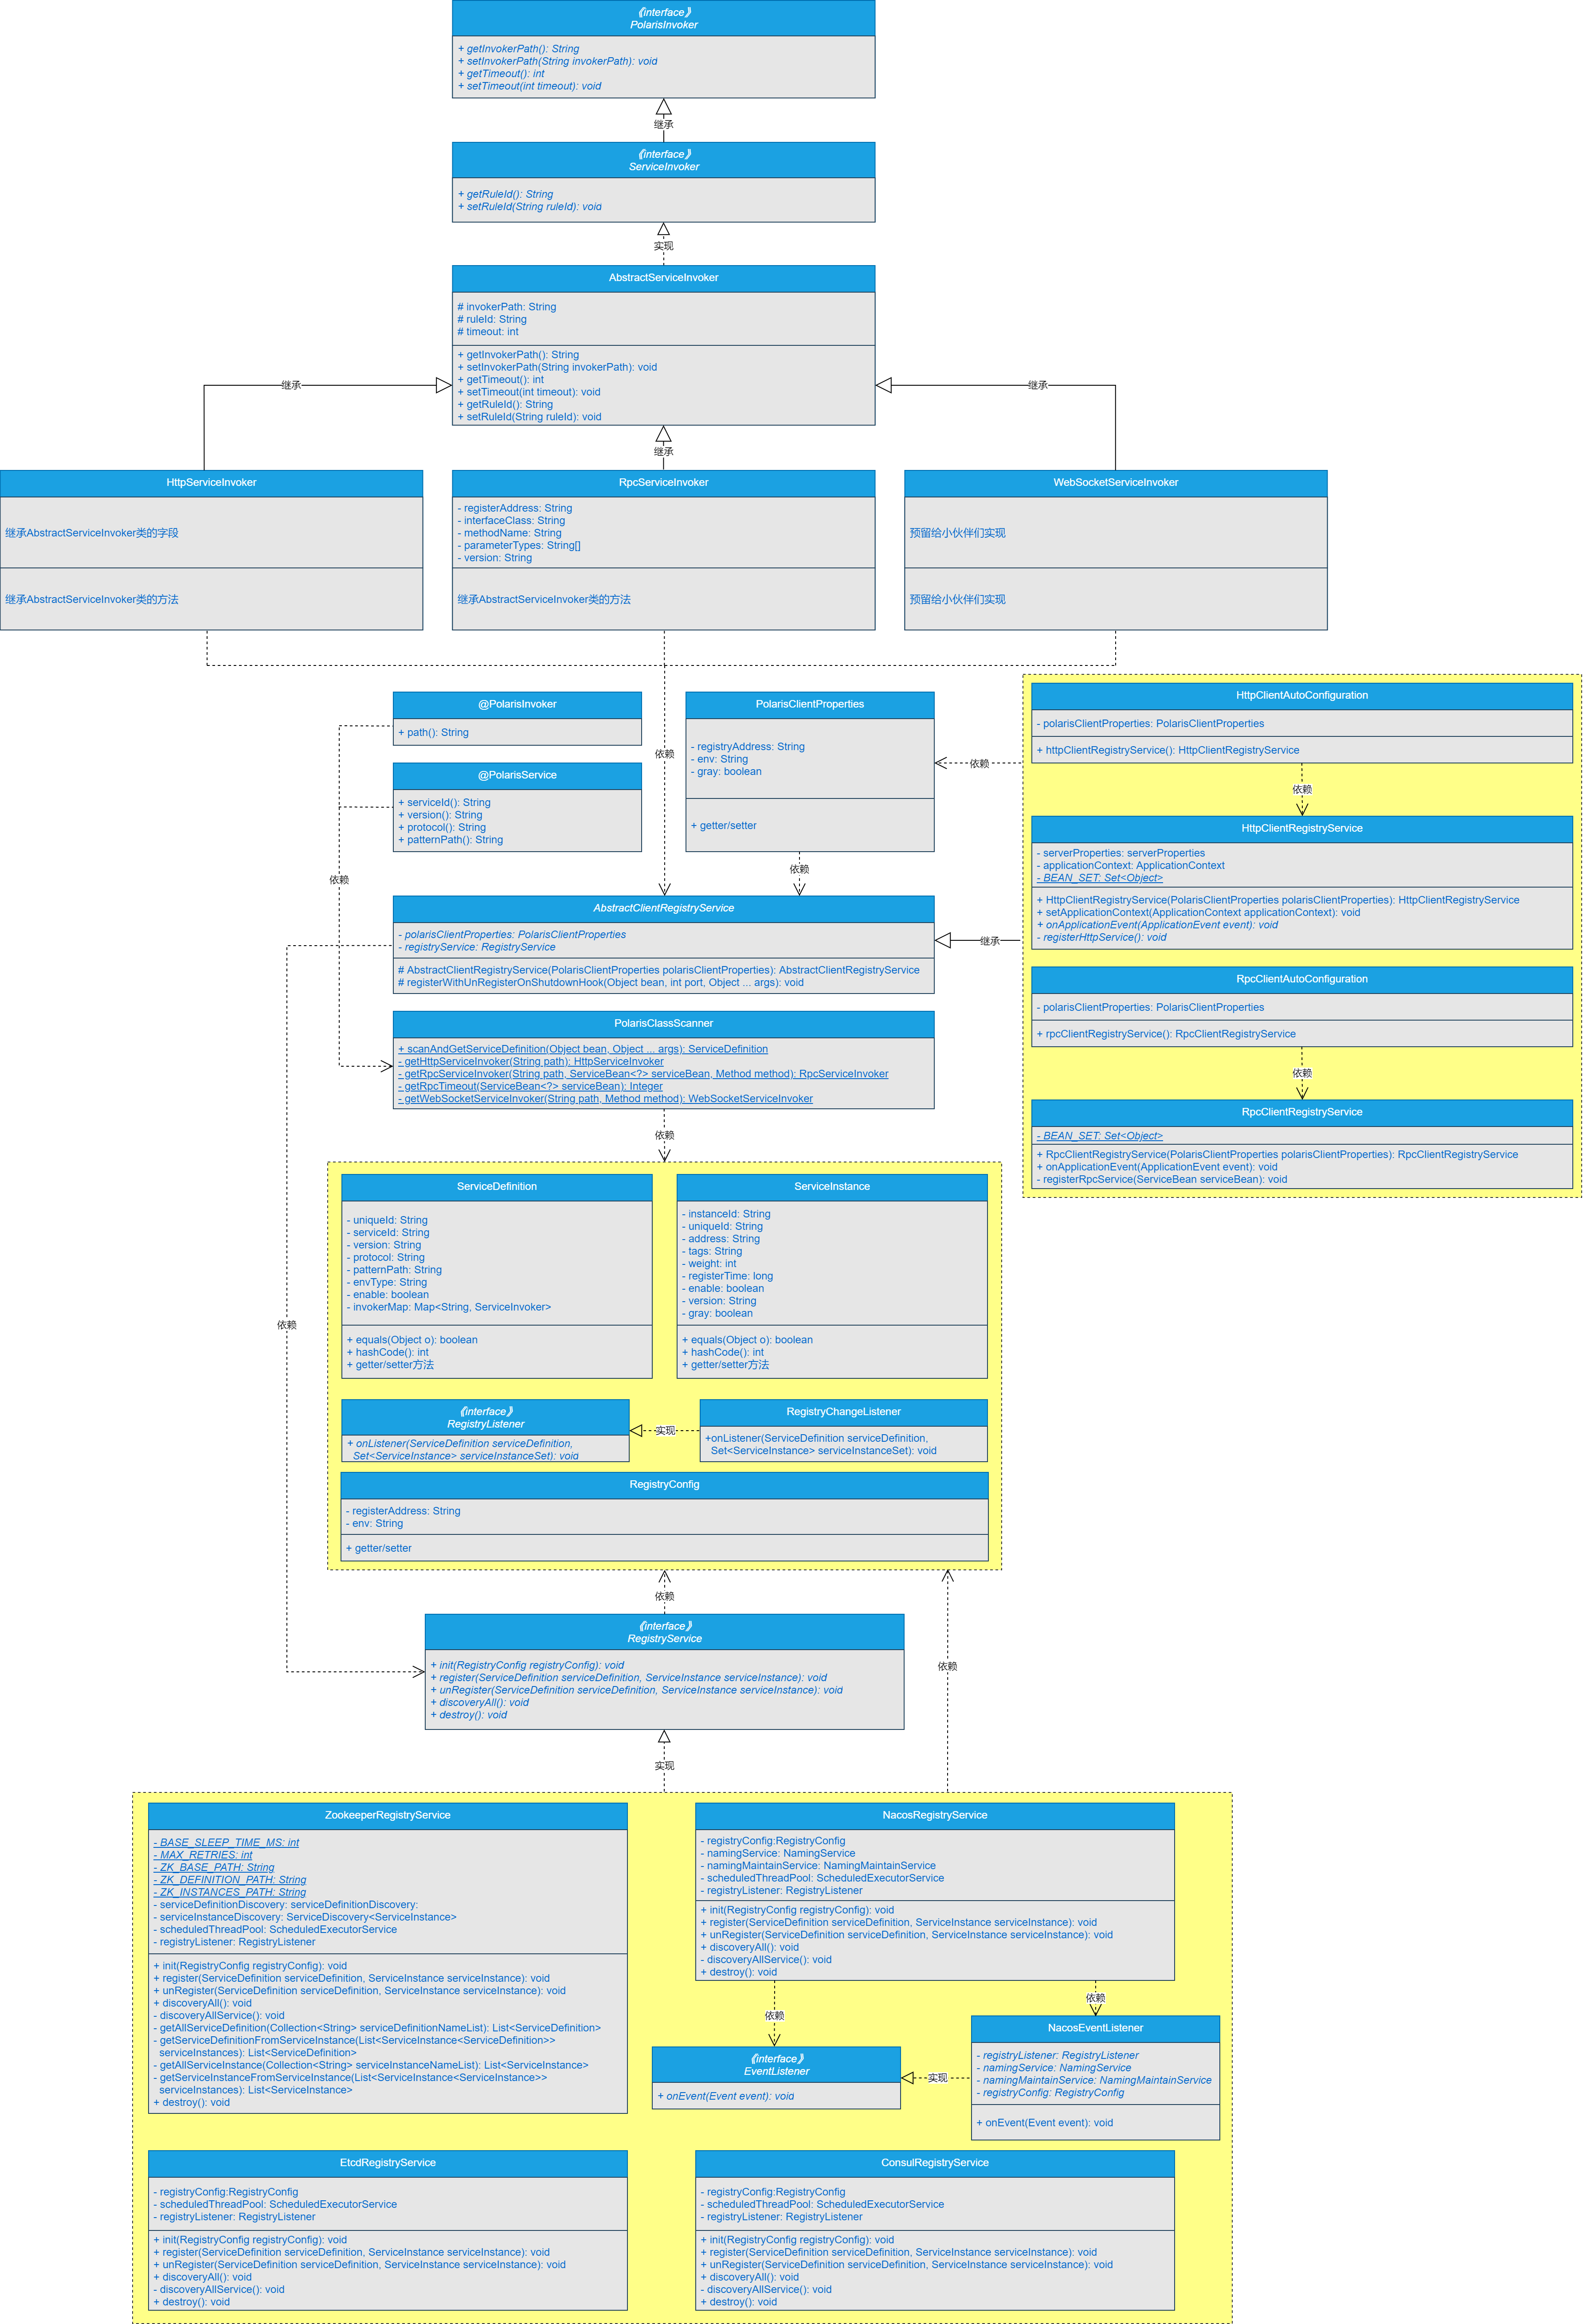 《interface》
PolarisInvoker
+ getInvokerPath(): String
+ setInvokerPath(String invokerPath): void
+ getTimeout(): int
+ setTimeout(int timeout): void
继承
《interface》
ServiceInvoker
+ getRuleId(): String
+ setRuleId(String ruleId): void
实现
AbstractServiceInvoker
# invokerPath: String
# ruleId: String
# timeout: int
+ getInvokerPath(): String
+ setInvokerPath(String invokerPath): void
+ getTimeout(): int
+ setTimeout(int timeout): void
+ getRuleId(): String
+ setRuleId(String ruleId): void
继承
继承
继承
HttpServiceInvoker
继承AbstractServiceInvoker类的字段
继承AbstractServiceInvoker类的方法
RpcServiceInvoker
- registerAddress: String
- interfaceClass: String
- methodName: String
- parameterTypes: String[]
- version: String
继承AbstractServiceInvoker类的方法
WebSocketServiceInvoker
预留给小伙伴们实现
预留给小伙伴们实现
@PolarisInvoker
+ path(): String
@PolarisService
+ serviceId(): String
+ version(): String
+ protocol(): String
+ patternPath(): String
依赖
依赖
PolarisClientProperties
- registryAddress: String
- env: String
- gray: boolean
+ getter/setter
依赖
依赖
HttpClientAutoConfiguration
- polarisClientProperties: PolarisClientProperties
+ httpClientRegistryService(): HttpClientRegistryService
依赖
HttpClientRegistryService
- serverProperties: serverProperties
- applicationContext: ApplicationContext
- BEAN_SET: Set<Object>
+ HttpClientRegistryService(PolarisClientProperties polarisClientProperties): HttpClientRegistryService
+ setApplicationContext(ApplicationContext applicationContext): void
+ onApplicationEvent(ApplicationEvent event): void
- registerHttpService(): void
RpcClientAutoConfiguration
- polarisClientProperties: PolarisClientProperties
+ rpcClientRegistryService(): RpcClientRegistryService
依赖
RpcClientRegistryService
- BEAN_SET: Set<Object>
+ RpcClientRegistryService(PolarisClientProperties polarisClientProperties): RpcClientRegistryService
+ onApplicationEvent(ApplicationEvent event): void
- registerRpcService(ServiceBean serviceBean): void
继承
AbstractClientRegistryService
- polarisClientProperties: PolarisClientProperties
- registryService: RegistryService
# AbstractClientRegistryService(PolarisClientProperties polarisClientProperties): AbstractClientRegistryService
# registerWithUnRegisterOnShutdownHook(Object bean, int port, Object ... args): void
PolarisClassScanner
+ scanAndGetServiceDefinition(Object bean, Object ... args): ServiceDefinition
- getHttpServiceInvoker(String path): HttpServiceInvoker
- getRpcServiceInvoker(String path, ServiceBean<?> serviceBean, Method method): RpcServiceInvoker
- getRpcTimeout(ServiceBean<?> serviceBean): Integer
- getWebSocketServiceInvoker(String path, Method method): WebSocketServiceInvoker
依赖
依赖
ServiceDefinition
- uniqueId: String
- serviceId: String
- version: String
- protocol: String
- patternPath: String
- envType: String
- enable: boolean
- invokerMap: Map<String, ServiceInvoker>
+ equals(Object o): boolean
+ hashCode(): int
+ getter/setter方法
ServiceInstance
- instanceId: String
- uniqueId: String
- address: String
- tags: String
- weight: int
- registerTime: long
- enable: boolean
- version: String
- gray: boolean
+ equals(Object o): boolean
+ hashCode(): int
+ getter/setter方法
《interface》
RegistryListener
+ onListener(ServiceDefinition serviceDefinition,
Set<ServiceInstance> serviceInstanceSet): void
实现
RegistryChangeListener
+onListener(ServiceDefinition serviceDefinition,
Set<ServiceInstance> serviceInstanceSet): void
RegistryConfig
- registerAddress: String
- env: String
+ getter/setter
依赖
依赖
《interface》
RegistryService
+ init(RegistryConfig registryConfig): void
+ register(ServiceDefinition serviceDefinition, ServiceInstance serviceInstance): void
+ unRegister(ServiceDefinition serviceDefinition, ServiceInstance serviceInstance): void
+ discoveryAll(): void
+ destroy(): void
实现
ZookeeperRegistryService
- BASE_SLEEP_TIME_MS: int
- MAX_RETRIES: int
- ZK_BASE_PATH: String
- ZK_DEFINITION_PATH: String
- ZK_INSTANCES_PATH: String
- serviceDefinitionDiscovery: serviceDefinitionDiscovery:
- serviceInstanceDiscovery: ServiceDiscovery<ServiceInstance>
- scheduledThreadPool: ScheduledExecutorService
- registryListener: RegistryListener
+ init(RegistryConfig registryConfig): void
+ register(ServiceDefinition serviceDefinition, ServiceInstance serviceInstance): void
+ unRegister(ServiceDefinition serviceDefinition, ServiceInstance serviceInstance): void
+ discoveryAll(): void
- discoveryAllService(): void
- getAllServiceDefinition(Collection<String> serviceDefinitionNameList): List<ServiceDefinition>
- getServiceDefinitionFromServiceInstance(List<ServiceInstance<ServiceDefinition>>
serviceInstances): List<ServiceDefinition>
- getAllServiceInstance(Collection<String> serviceInstanceNameList): List<ServiceInstance>
- getServiceInstanceFromServiceInstance(List<ServiceInstance<ServiceInstance>>
serviceInstances): List<ServiceInstance>
+ destroy(): void
NacosRegistryService
- registryConfig:RegistryConfig
- namingService: NamingService
- namingMaintainService: NamingMaintainService
- scheduledThreadPool: ScheduledExecutorService
- registryListener: RegistryListener
+ init(RegistryConfig registryConfig): void
+ register(ServiceDefinition serviceDefinition, ServiceInstance serviceInstance): void
+ unRegister(ServiceDefinition serviceDefinition, ServiceInstance serviceInstance): void
+ discoveryAll(): void
- discoveryAllService(): void
+ destroy(): void
依赖
依赖
《interface》
EventListener
+ onEvent(Event event): void
实现
NacosEventListener
- registryListener: RegistryListener
- namingService: NamingService
- namingMaintainService: NamingMaintainService
- registryConfig: RegistryConfig
+ onEvent(Event event): void
EtcdRegistryService
- registryConfig:RegistryConfig
- scheduledThreadPool: ScheduledExecutorService
- registryListener: RegistryListener
+ init(RegistryConfig registryConfig): void
+ register(ServiceDefinition serviceDefinition, ServiceInstance serviceInstance): void
+ unRegister(ServiceDefinition serviceDefinition, ServiceInstance serviceInstance): void
+ discoveryAll(): void
- discoveryAllService(): void
+ destroy(): void
ConsulRegistryService
- registryConfig:RegistryConfig
- scheduledThreadPool: ScheduledExecutorService
- registryListener: RegistryListener
+ init(RegistryConfig registryConfig): void
+ register(ServiceDefinition serviceDefinition, ServiceInstance serviceInstance): void
+ unRegister(ServiceDefinition serviceDefinition, ServiceInstance serviceInstance): void
+ discoveryAll(): void
- discoveryAllService(): void
+ destroy(): void